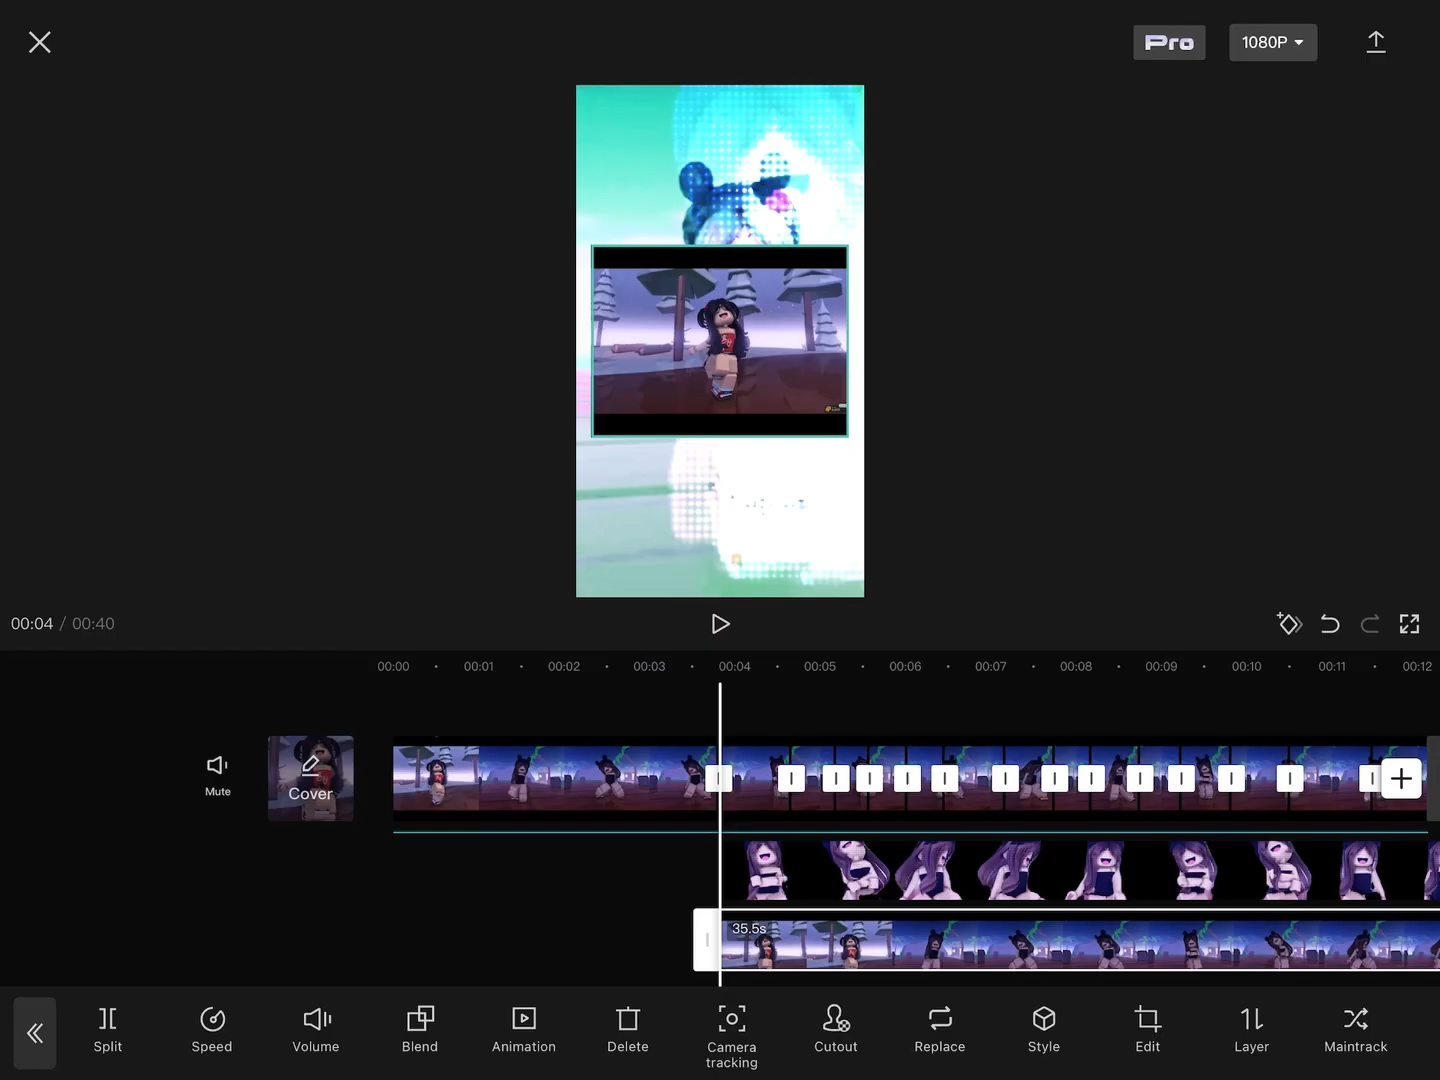 Pro
1080P
00:04 / 00:40
00:00
00:01
00:02
00:03
00:04
00:05
00:06
00:07
00:08
00:09
00:10
00:11
00:12
Mute
Cover
35.5s
Split
Speed
Volume
Blend
Animation
Delete
Camera
tracking
Cutout
Replace
Style
Edit
Layer
Maintrack